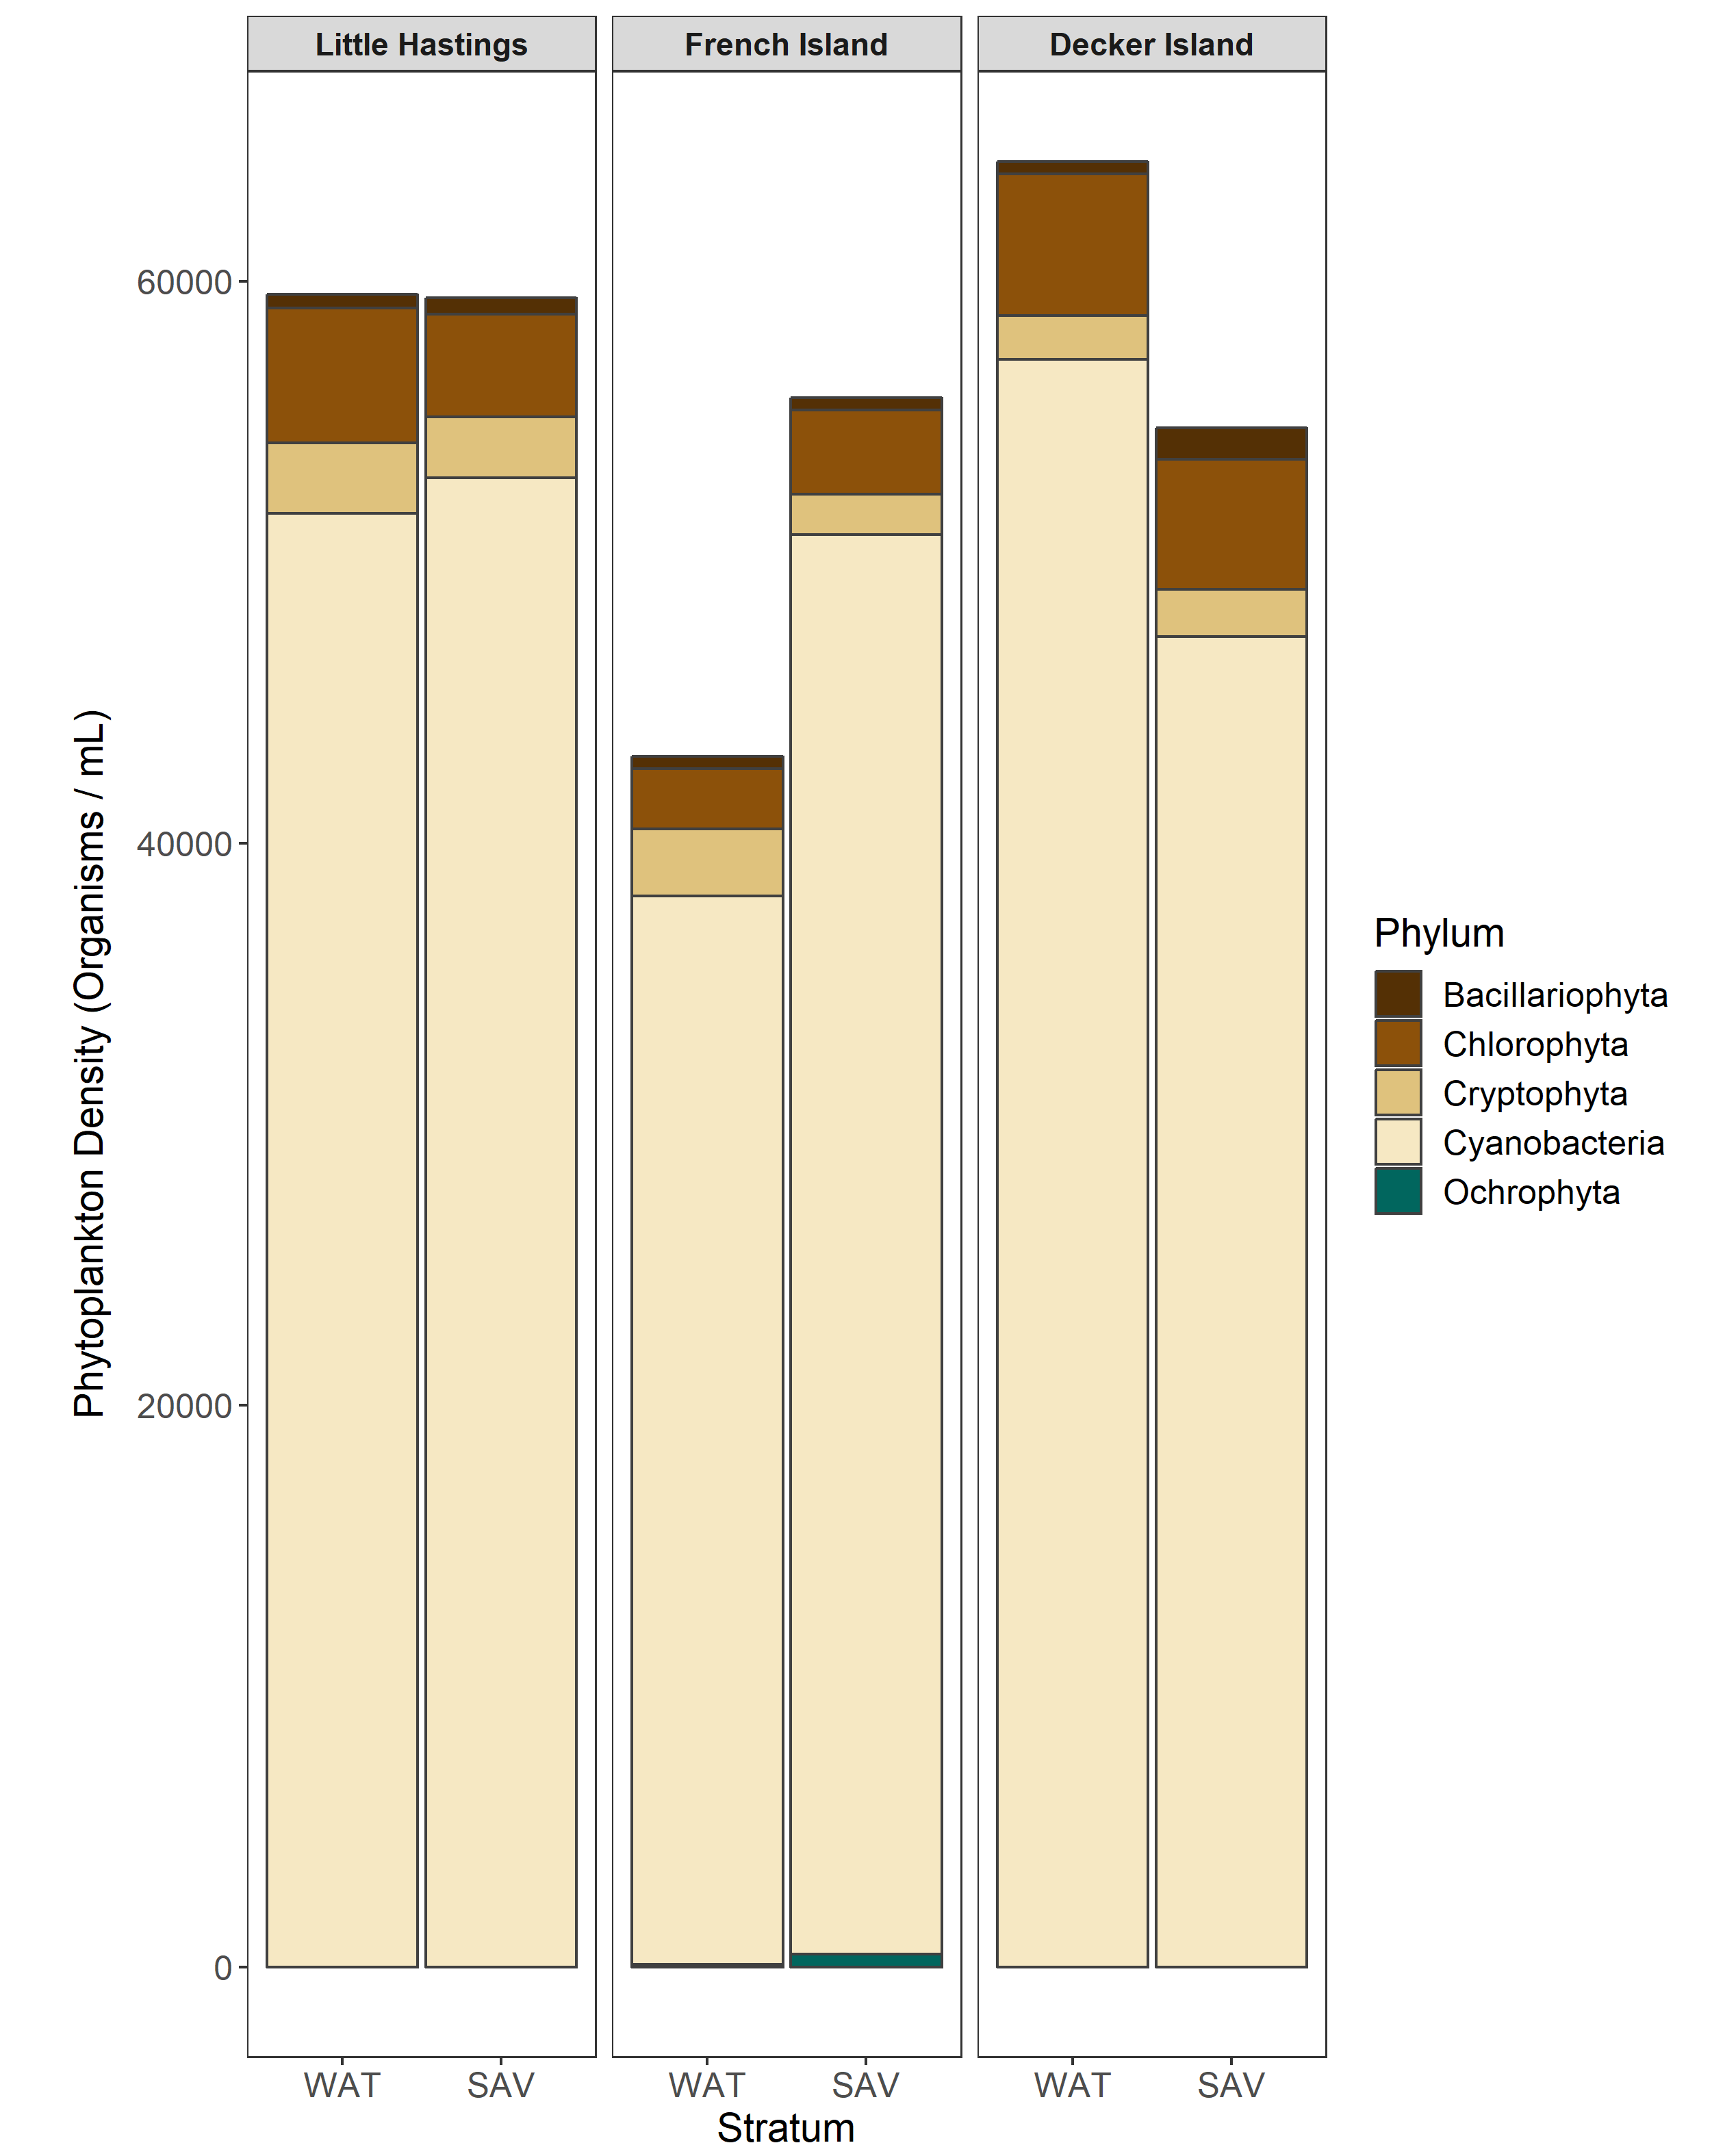 Little Hastings
French Island
Decker Island
Phytoplankton Density (Organisms / mL)
60000
40000
20000
0
WAT SAV
WAT SAV
WAT SAV
Stratum
Phylum
Bacillariophyta
Chlorophyta
Cryptophyta
Cyanobacteria
Ochrophyta